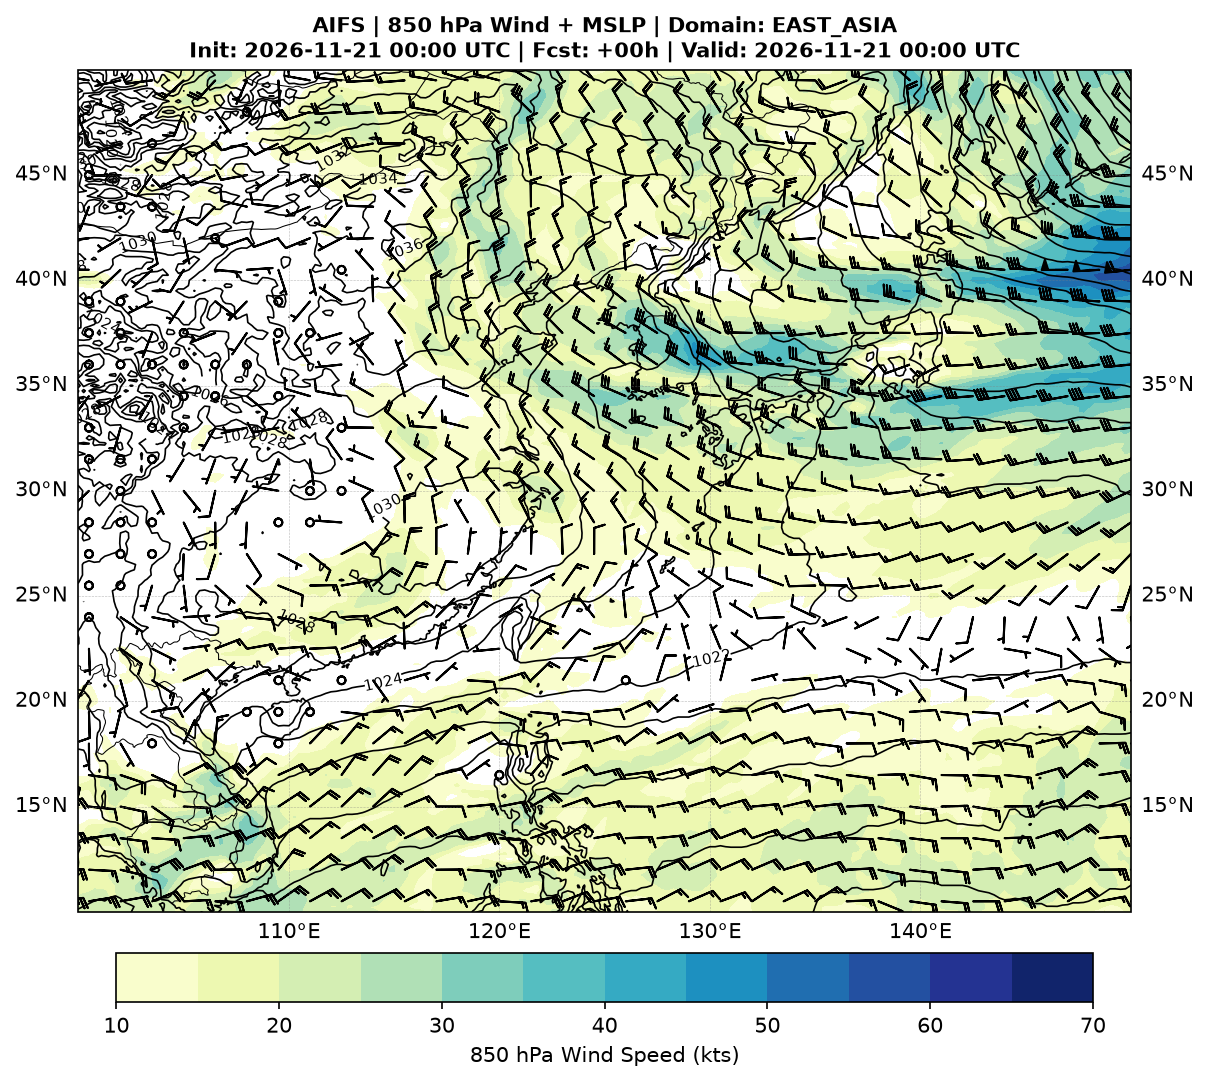 AIFS | 850 hPa Wind + MSLP | Domain: EAST_ASIA
Init: 2026-11-21 00:00 UTC | Fcst: +00h | Valid: 2026-11-21 00:00 UTC
45°N
45°N
1034
1030
1036
40°N
40°N
35°N
35°N
1028
1028
30°N
30°N
1030
25°N
25°N
1028
1022
1024
20°N
20°N
15°N
15°N
110°E 120°E 130°E 140°E
10 20 30 40 50 60 70
850 hPa Wind Speed (kts)